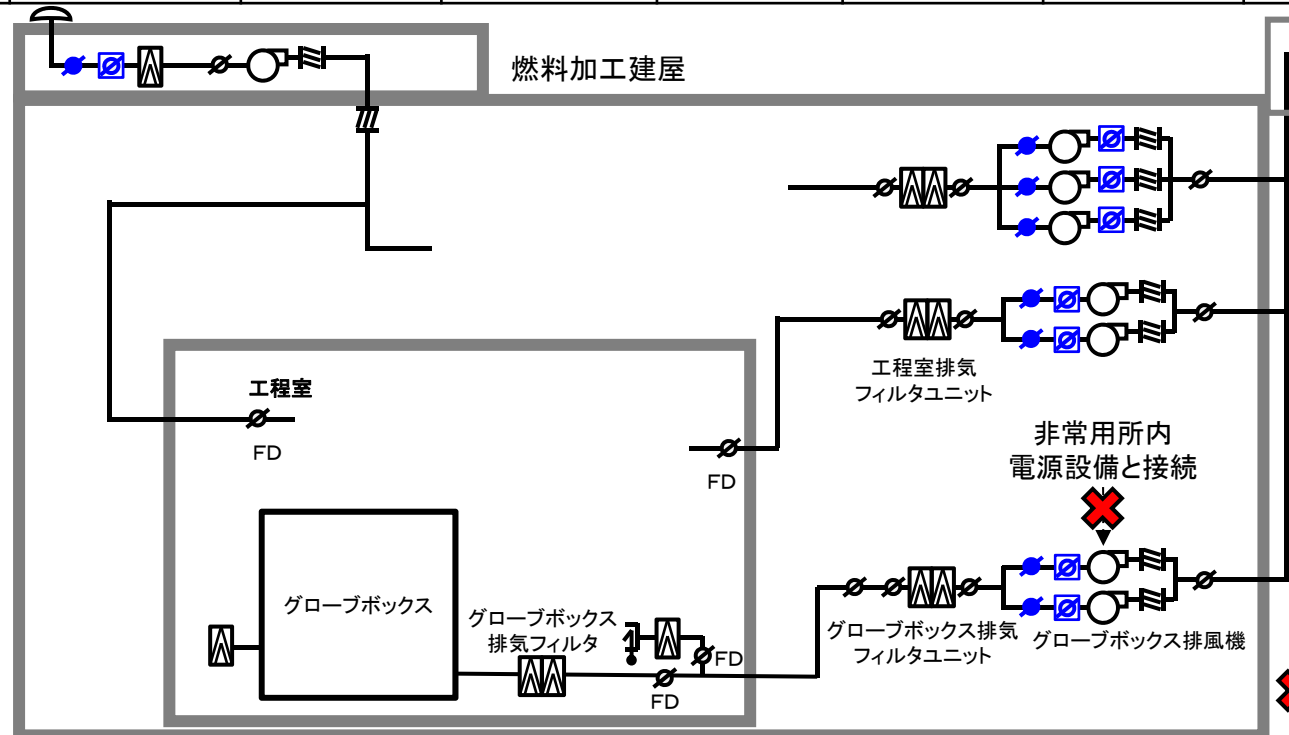 燃料加工建屋
工程室排気
フィルタユニット
工程室
FD
FD
非常用所内
電源設備と接続
グローブボックス
グローブボックス
排気フィルタ
FD
FD
グローブボックス排気
フィルタユニット
グローブボックス排風機